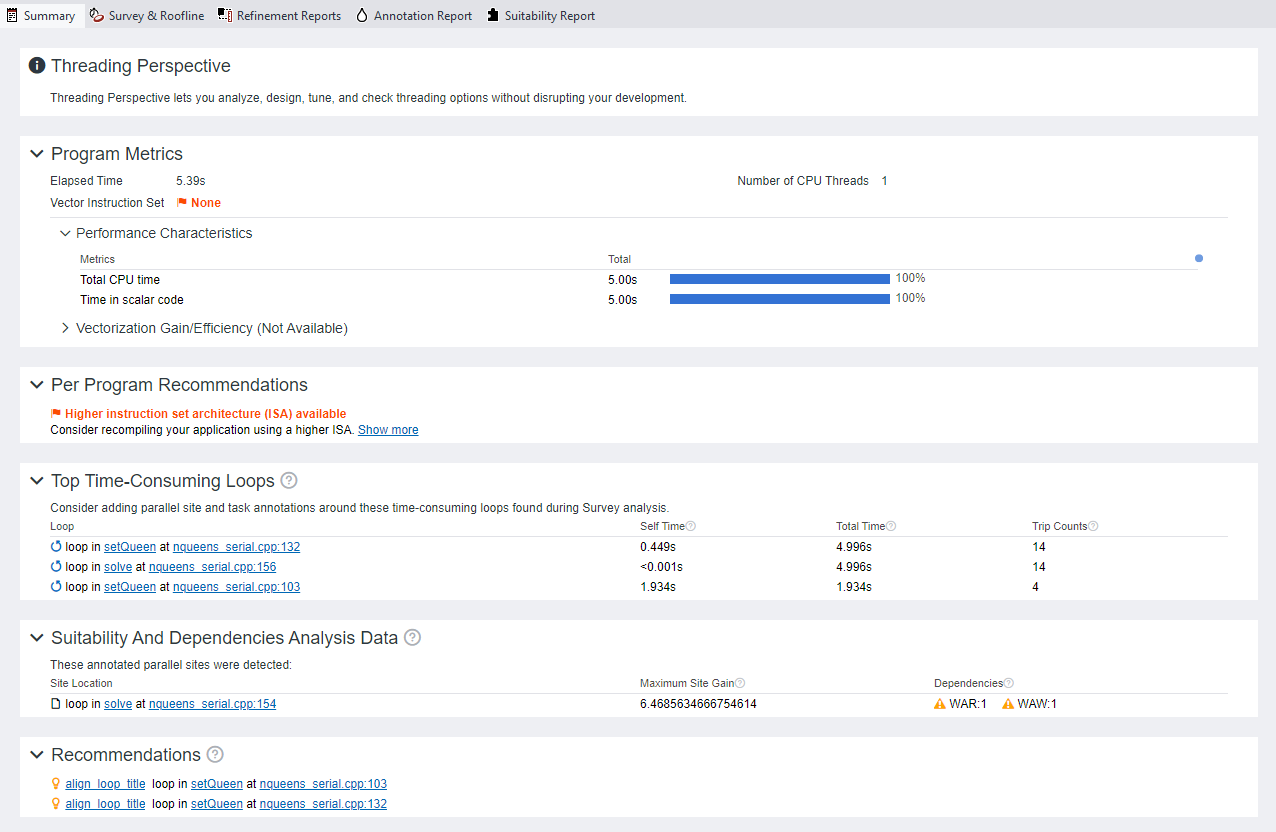 Summary Survey & Roofline Refinement Reports Annotation Report Suitability Report
Threading Perspective
Threading Perspective lets you analyze, design, tune, and check threading options without disrupting your development.
Program Metrics
Elapsed Time 5.39s Number of CPU Threads 1
Vector Instruction Set None
Performance Characteristics
Metrics Total
Total CPU time 5.00s 100%
Time in scalar code 5.00s 100%
Vectorization Gain/Efficiency (Not Available)
Per Program Recommendations
Higher instruction set architecture (ISA) available
Consider recompiling your application using a higher ISA. Show more
Top Time-Consuming Loops
Consider adding parallel site and task annotations around these time-consuming loops found during Survey analysis.
Loop Self Time Total Time Trip Counts
loop in setQueen at nqueens_serial.cpp:132 0.449s 4.996s 14
loop in solve at nqueens_serial.cpp:156 <0.001s 4.996s 14
loop in setQueen at nqueens_serial.cpp:103 1.934s 1.934s 4
Suitability And Dependencies Analysis Data
These annotated parallel sites were detected:
Site Location Maximum Site Gain Dependencies
loop in solve at nqueens_serial.cpp:154 6.4685634666754614 WAR:1 WAW:1
Recommendations
align_loop_title loop in setQueen at nqueens_serial.cpp:103
align_loop_title loop in setQueen at nqueens_serial.cpp:132